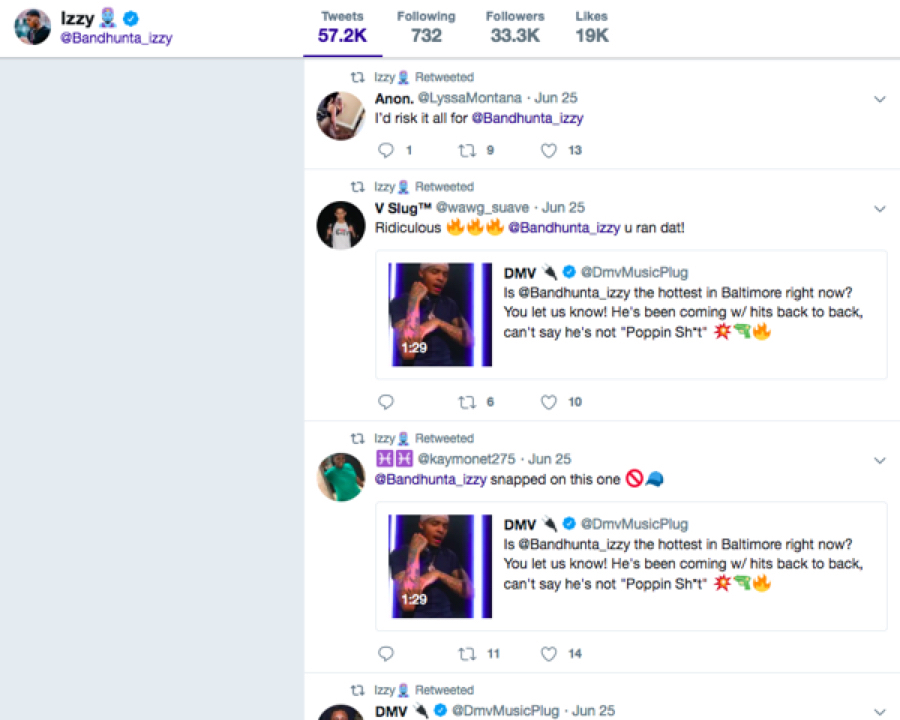 Izzy
@Bandhunta_izzy
Tweets Following Followers Likes
57.2K 732 33.3K 19K
Izzy Retweeted
Anon. @LyssaMontana · Jun 25
I'd risk it all for @Bandhunta_izzy
1 9 13
Izzy Retweeted
V Slug™ @wawg_suave · Jun 25
Ridiculous 🔥🔥🔥 @Bandhunta_izzy u ran dat!
DMV 🔌 @DmvMusicPlug
Is @Bandhunta_izzy the hottest in Baltimore right now?
You let us know! He's been coming w/ hits back to back,
can't say he's not "Poppin Sh*t" 💥🔫🔥
1:29
6 10
Izzy Retweeted
♓♓ @kaymonet275 · Jun 25
@Bandhunta_izzy snapped on this one 🚫🧢
DMV 🔌 @DmvMusicPlug
Is @Bandhunta_izzy the hottest in Baltimore right now?
You let us know! He's been coming w/ hits back to back,
can't say he's not "Poppin Sh*t" 💥🔫🔥
1:29
11 14
Izzy Retweeted
DMV 🔌 @DmvMusicPlug · Jun 25